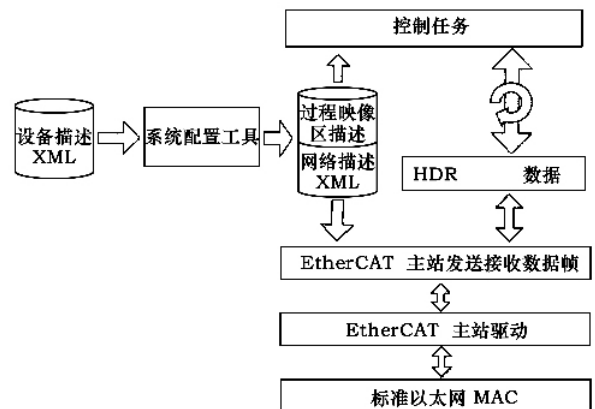 控制任务
设备描述
XML
系统配置工具
过程映像
区描述
网络描述
XML
HDR 数据
EtherCAT 主站发送接收数据帧
EtherCAT 主站驱动
标准以太网 MAC